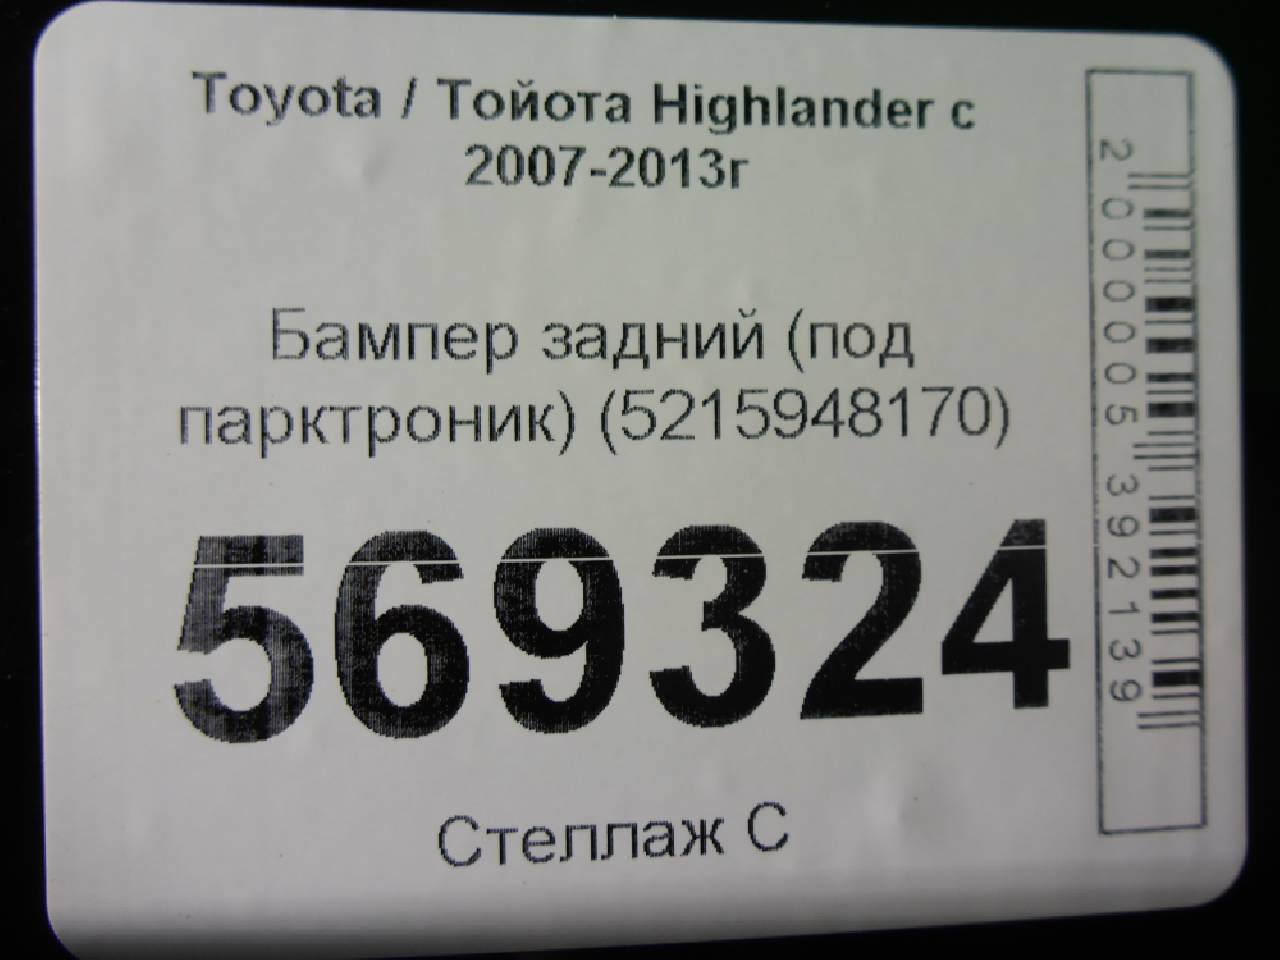 Toyota / Тойота Highlander с
2007-2013г
Бампер задний (под
парктроник) (5215948170)
569324
Стеллаж С
2000005392139